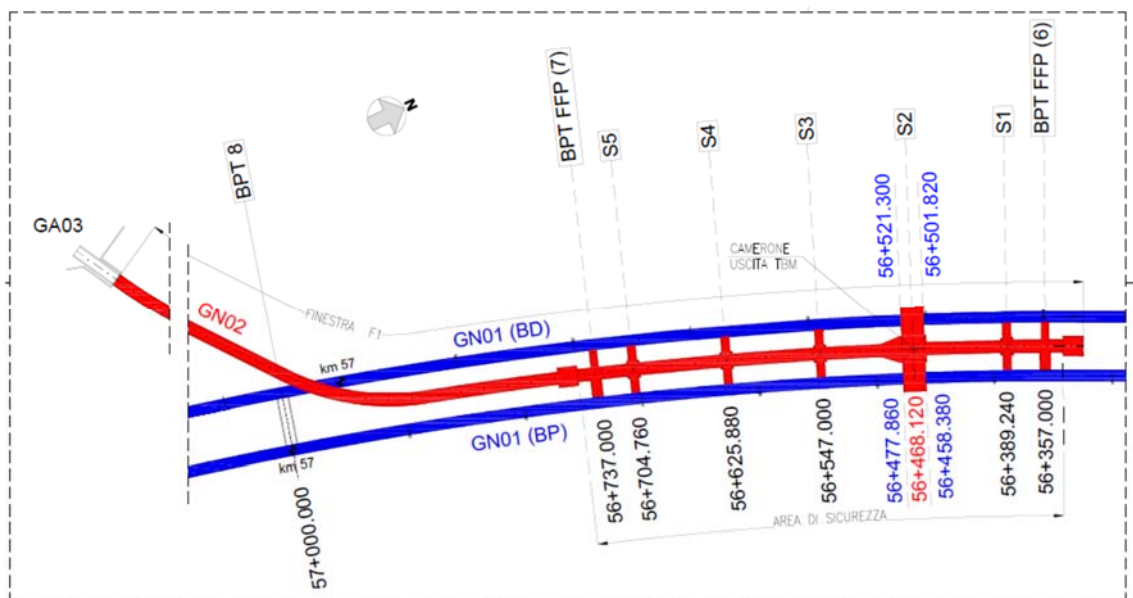 BPT FFP (7)
BPT FFP (6)
N
S5
S4
S3
S2
S1
BPT 8
GA03
56+521.300
56+501.820
CAMERONE
USCITA TBM
GN02
FINESTRA F1
GN01 (BD)
km 57
GN01 (BP)
km 57
57+000.000
56+737.000
56+704.760
56+625.880
56+547.000
56+477.860
56+468.120
56+458.380
56+389.240
56+357.000
AREA DI SICUREZZA